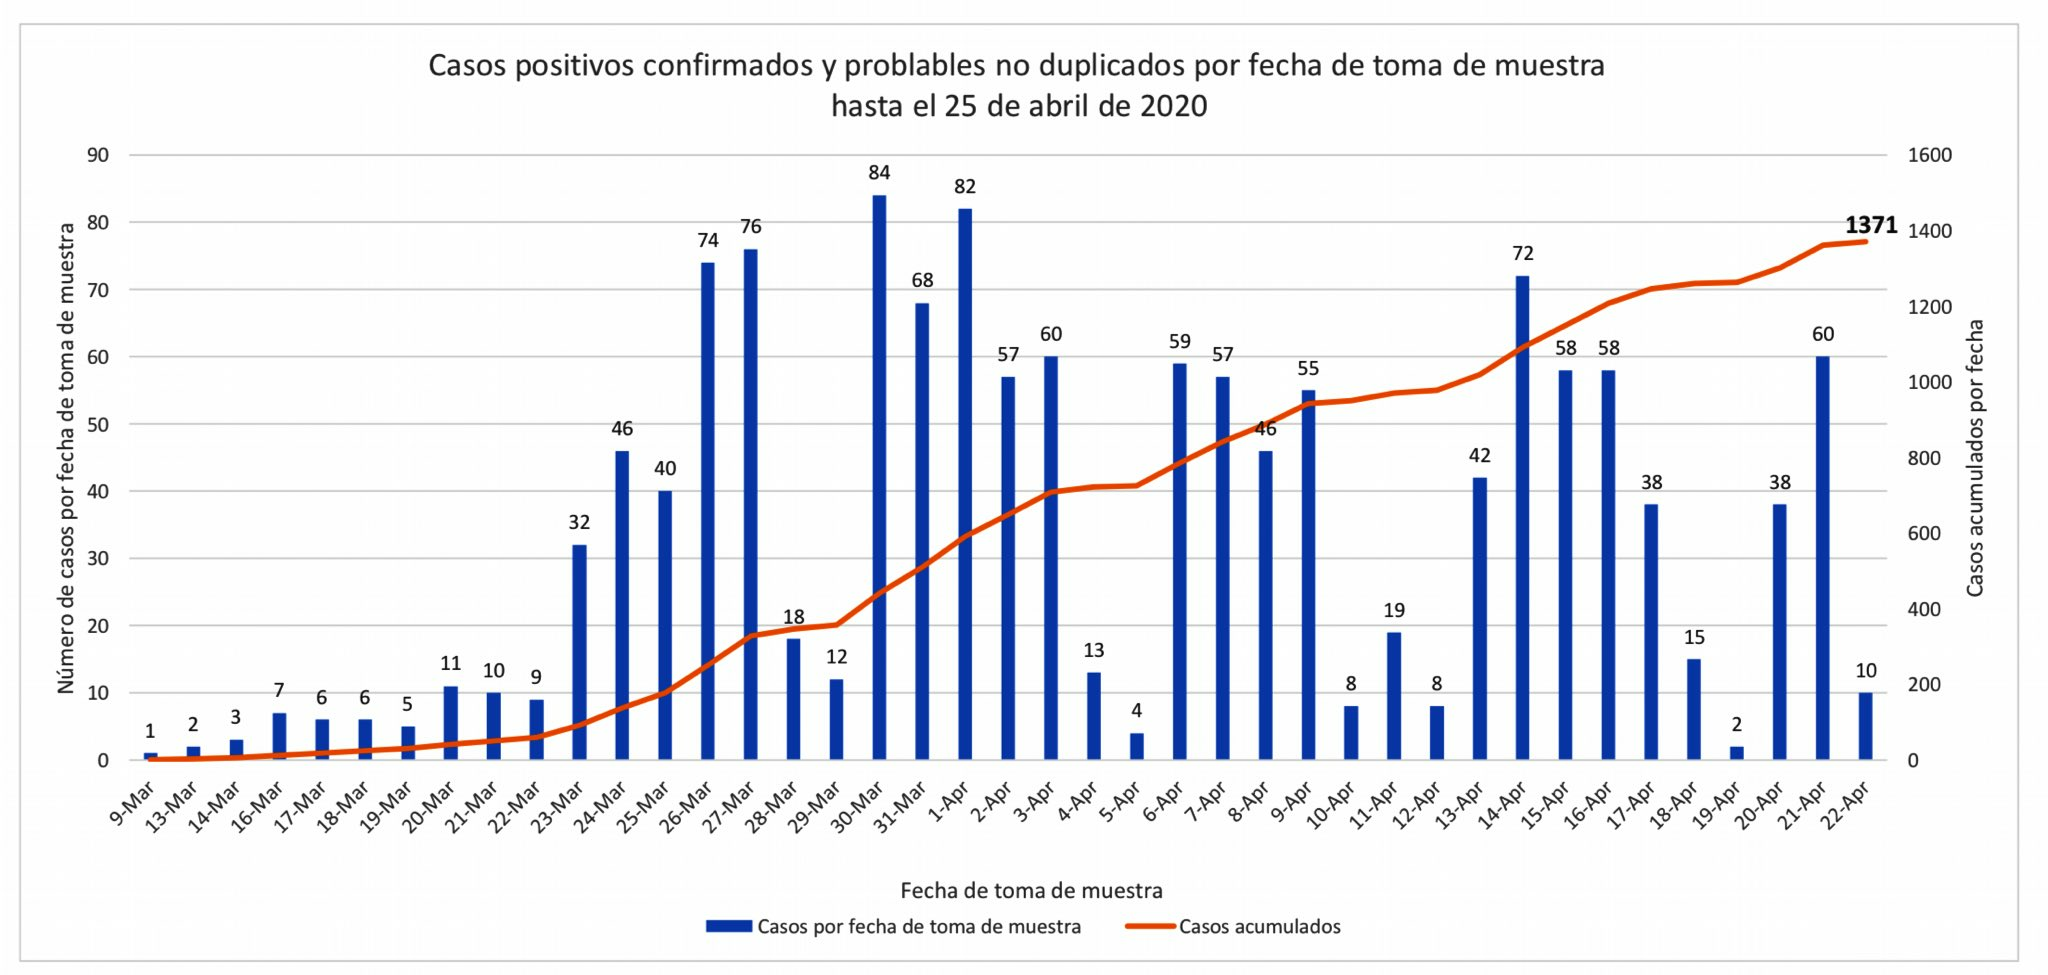 Casos positivos confirmados y problables no duplicados por fecha de toma de muestra
hasta el 25 de abril de 2020
Número de casos por fecha de toma de muestra
90
80
70
60
50
40
30
20
10
0
1
2
3
7
6
6
5
11
10
9
32
46
40
74
76
18
12
84
68
82
57
60
13
4
59
57
46
55
8
19
8
42
72
58
58
38
15
2
38
60
10
1371
1600
1400
1200
1000
800
600
400
200
0
Casos acumulados por fecha
9-Mar
13-Mar
14-Mar
16-Mar
17-Mar
18-Mar
19-Mar
20-Mar
21-Mar
22-Mar
23-Mar
24-Mar
25-Mar
26-Mar
27-Mar
28-Mar
29-Mar
30-Mar
31-Mar
1-Apr
2-Apr
3-Apr
4-Apr
5-Apr
6-Apr
7-Apr
8-Apr
9-Apr
10-Apr
11-Apr
12-Apr
13-Apr
14-Apr
15-Apr
16-Apr
17-Apr
18-Apr
19-Apr
20-Apr
21-Apr
22-Apr
Fecha de toma de muestra
Casos por fecha de toma de muestra
Casos acumulados